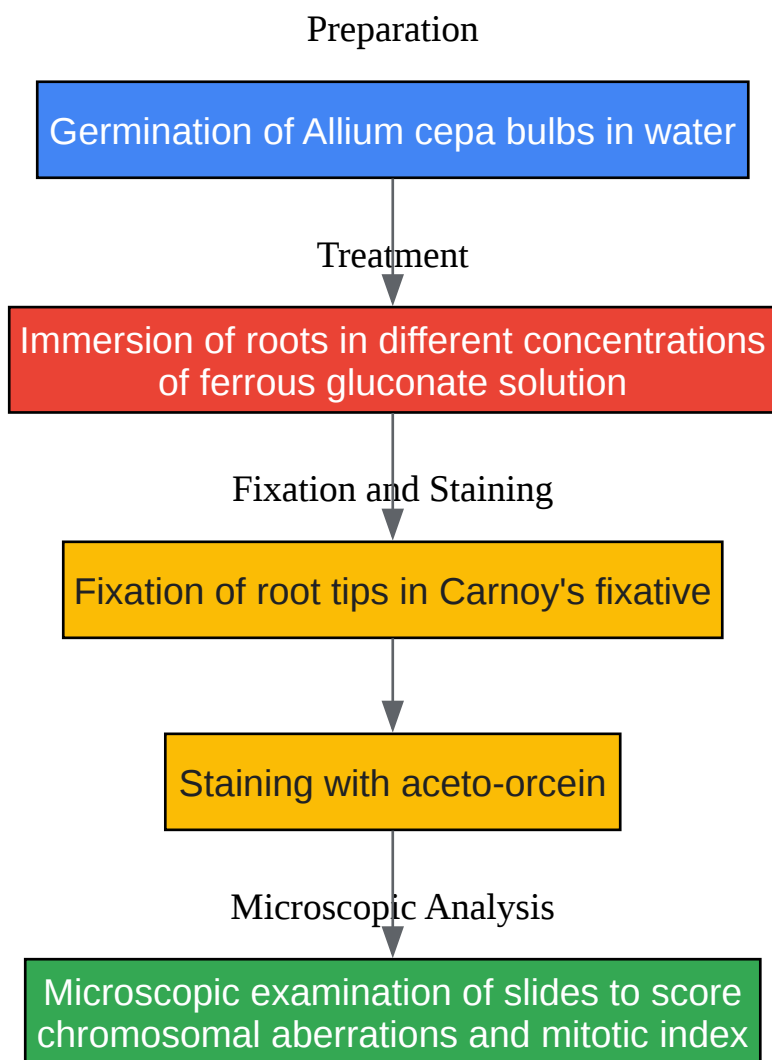 Preparation
Germination of Allium cepa bulbs in water
Treatment
Immersion of roots in different concentrations
of ferrous gluconate solution
Fixation and Staining
Fixation of root tips in Carnoy's fixative
Staining with aceto-orcein
Microscopic Analysis
Microscopic examination of slides to score
chromosomal aberrations and mitotic index